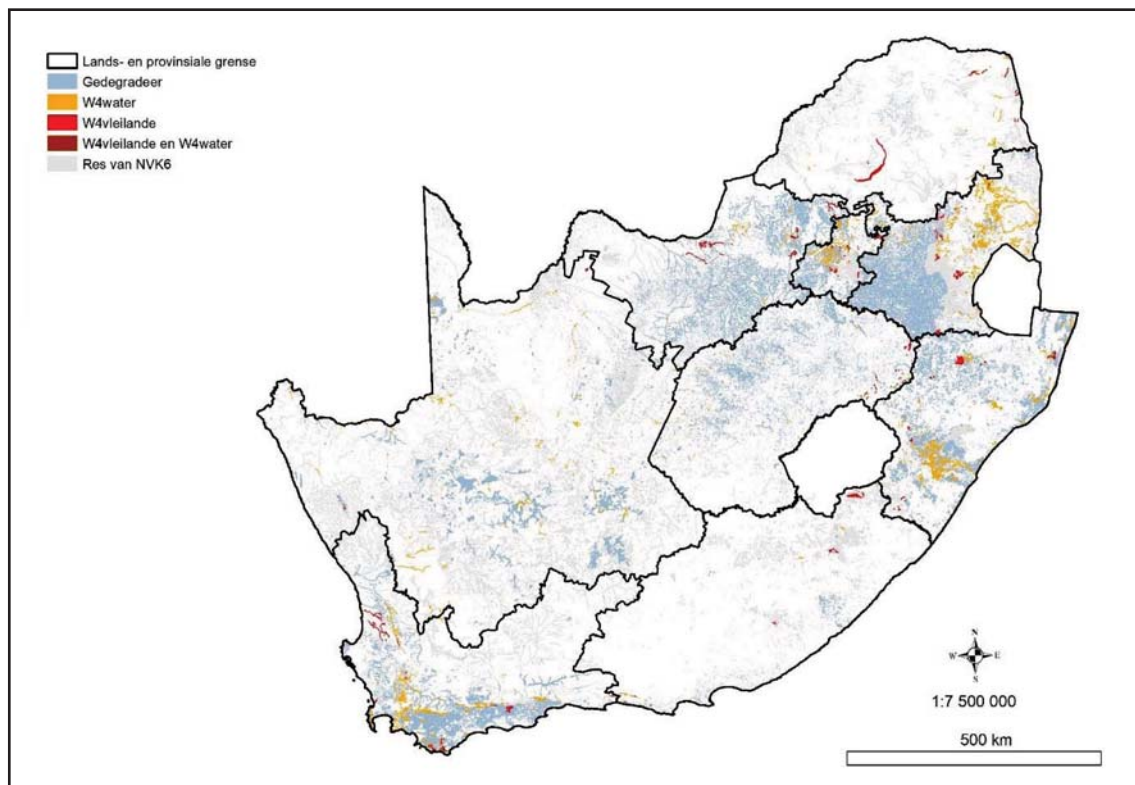 Lands- en provinsiale grense
Gedegradeer
W4water
W4vleilande
W4vleilande en W4water
Res van NVK6
N
W E
S
1:7 500 000
500 km